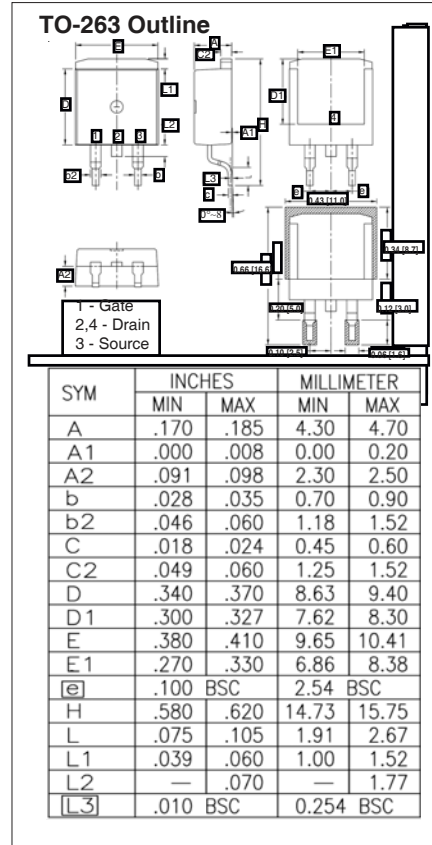 TO-263 Outline
E
A
C2
E1
L1
D
D1
H
A1
4
1
2
3
L2
b2
b
L3
C
0°~8
e
e
0.43 [11.0]
0.34 [8.7]
0.66 [16.6]
A2
0.20 [5.0]
0.12 [3.0]
0.10 [2.5]
0.06 [1.6]
1 - Gate
2,4 - Drain
3 - Source
SYM INCHES MILLIMETER
MIN MAX MIN MAX
A .170 .185 4.30 4.70
A1 .000 .008 0.00 0.20
A2 .091 .098 2.30 2.50
b .028 .035 0.70 0.90
b2 .046 .060 1.18 1.52
C .018 .024 0.45 0.60
C2 .049 .060 1.25 1.52
D .340 .370 8.63 9.40
D1 .300 .327 7.62 8.30
E .380 .410 9.65 10.41
E1 .270 .330 6.86 8.38
e .100 BSC 2.54 BSC
H .580 .620 14.73 15.75
L .075 .105 1.91 2.67
L1 .039 .060 1.00 1.52
L2 — .070 — 1.77
L3 .010 BSC 0.254 BSC